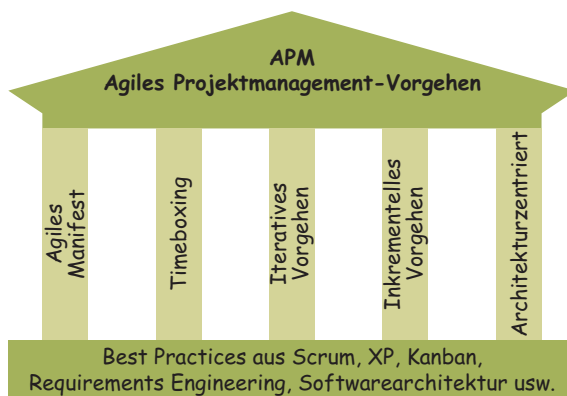 APM
Agiles Projektmanagement-Vorgehen
Agiles
Manifest
Timeboxing
Iteratives
Vorgehen
Inkrementelles
Vorgehen
Architekturzentriert
Best Practices aus Scrum, XP, Kanban,
Requirements Engineering, Softwarearchitektur usw.